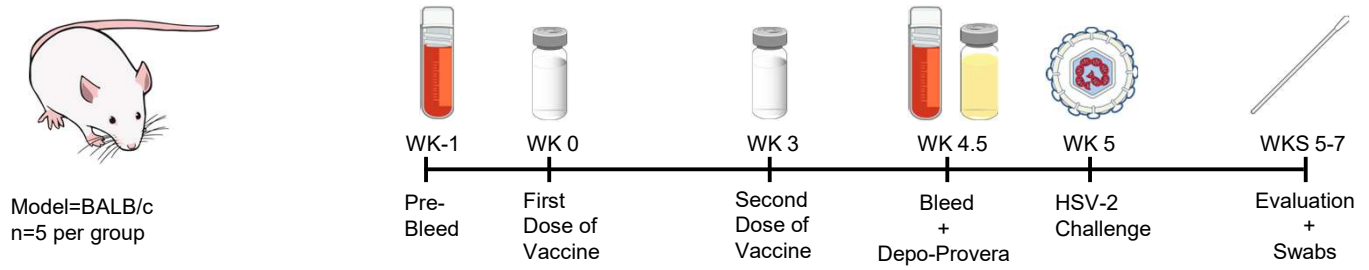 WK-1
WK 0
WK 3
WK 4.5
WK 5
WKS 5-7
Model=BALB/c
n=5 per group
Pre-
Bleed
First
Dose of
Vaccine
Second
Dose of
Vaccine
Bleed
+
Depo-Provera
HSV-2
Challenge
Evaluation
+
Swabs